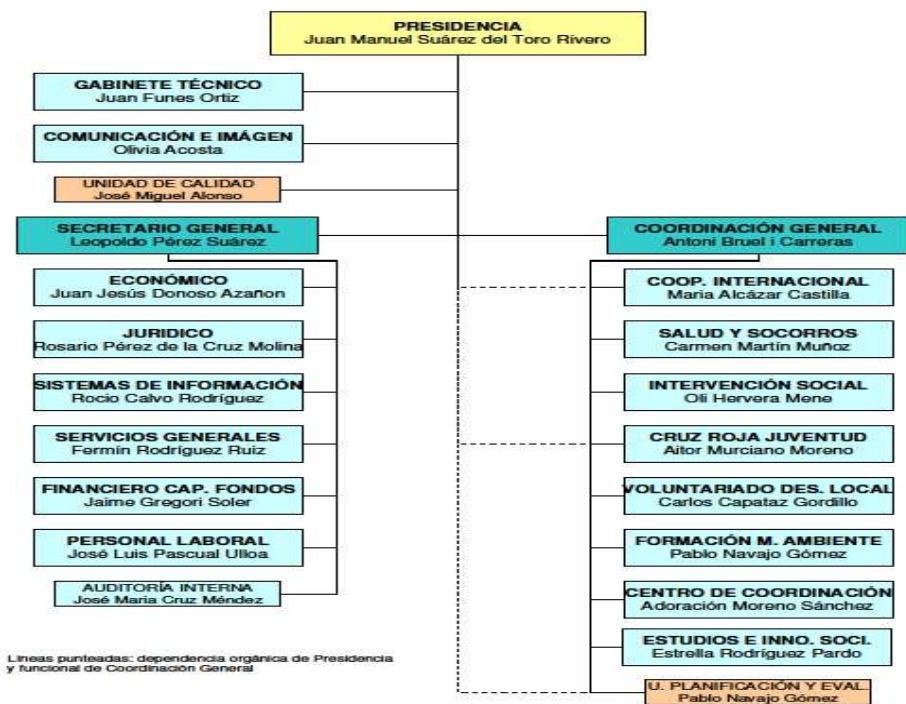 PRESIDENCIA
Juan Manuel Suárez del Toro Rivero
GABINETE TÉCNICO
Juan Funes Ortiz
COMUNICACIÓN E IMÁGEN
Olivia Acosta
UNIDAD DE CALIDAD
José Miguel Alonso
SECRETARIO GENERAL
Leopoldo Pérez Suárez
ECONÓMICO
Juan Jesús Donoso Azañon
JURIDICO
Rosario Pérez de la Cruz Molina
SISTEMAS DE INFORMACIÓN
Rocio Calvo Rodríguez
SERVICIOS GENERALES
Fermín Rodríguez Ruiz
FINANCIERO CAP. FONDOS
Jaime Gregori Soler
PERSONAL LABORAL
José Luis Pascual Ulloa
AUDITORÍA INTERNA
José Maria Cruz Méndez
COORDINACIÓN GENERAL
Antoni Bruel i Carreras
COOP. INTERNACIONAL
Maria Alcázar Castilla
SALUD Y SOCORROS
Carmen Martín Muñoz
INTERVENCIÓN SOCIAL
Oli Hervera Mene
CRUZ ROJA JUVENTUD
Aitor Murciano Moreno
VOLUNTARIADO DES. LOCAL
Carlos Capataz Gordillo
FORMACIÓN M. AMBIENTE
Pablo Navajo Gómez
CENTRO DE COORDINACIÓN
Adoración Moreno Sánchez
ESTUDIOS E INNO. SOCI.
Estrella Rodríguez Pardo
U. PLANIFICACIÓN Y EVAL.
Pablo Navajo Gómez
Líneas punteadas: dependencia orgánica de Presidencia
y funcional de Coordinación General